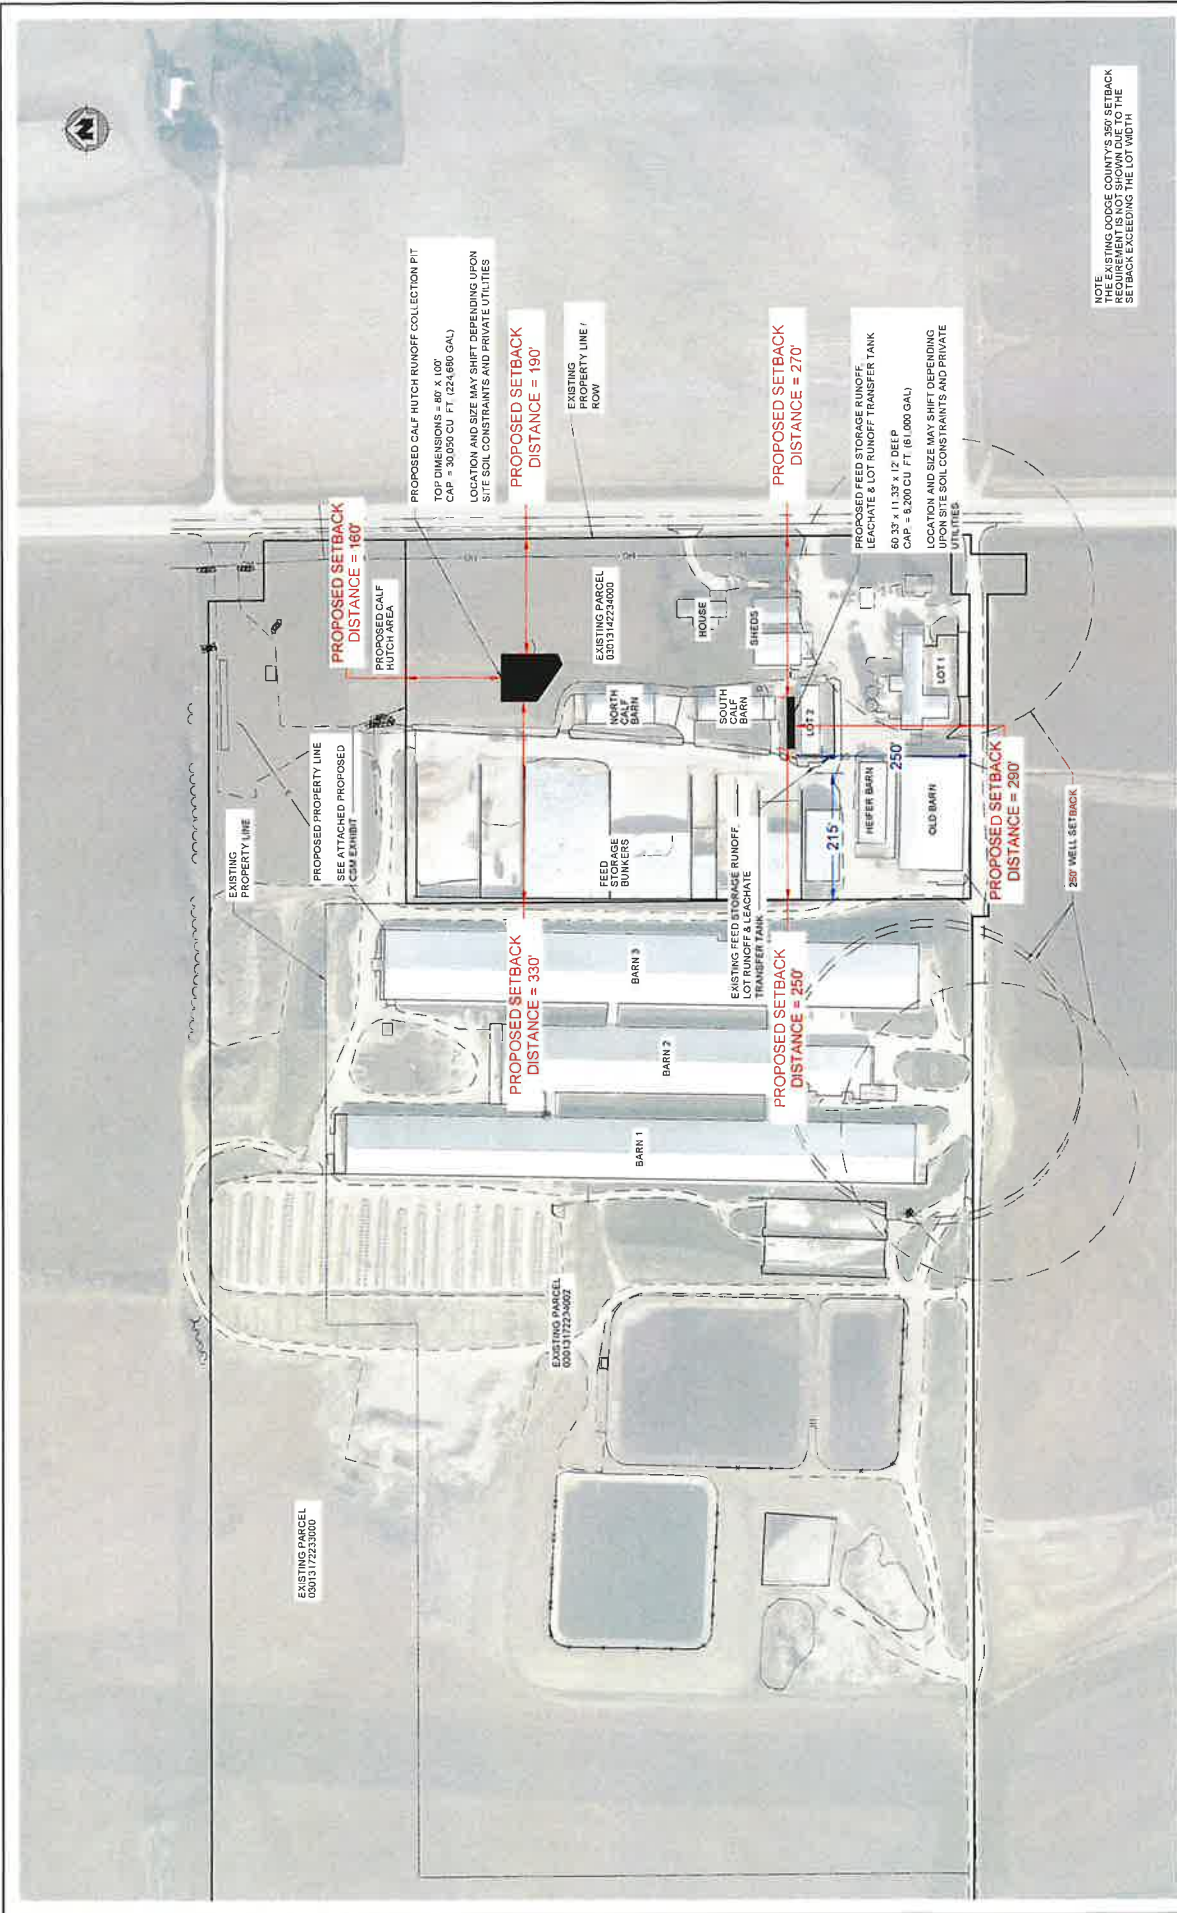 N
PROPOSED CALF HUTCH RUNOFF COLLECTION PIT
TOP DIMENSIONS = 80' X 100'
CAP = 30,050 CU FT (224,680 GAL)
LOCATION AND SIZE MAY SHIFT DEPENDING UPON
SITE SOIL CONSTRAINTS AND PRIVATE UTILITIES
PROPOSED SETBACK
DISTANCE = 190'
EXISTING
PROPERTY LINE /
ROW
PROPOSED SETBACK
DISTANCE = 270'
PROPOSED FEED STORAGE RUNOFF,
LEACHATE & LOT RUNOFF TRANSFER TANK
60.33' x 11.33' x 12' DEEP
CAP. = 8,200 CU FT (61,000 GAL)
LOCATION AND SIZE MAY SHIFT DEPENDING
UPON SITE SOIL CONSTRAINTS AND PRIVATE
UTILITIES
NOTE
THE EXISTING DODGE COUNTY'S 350' SETBACK
REQUIREMENT IS NOT SHOWN DUE TO THE
SETBACK EXCEEDING THE LOT WIDTH
PROPOSED SETBACK
DISTANCE = 160'
PROPOSED CALF
HUTCH AREA
EXISTING PARCEL
03013142234000
HOUSE
SHEDS
NORTH
CALF
BARN
SOUTH
CALF
BARN
LOT 2
LOT 1
EXISTING
PROPERTY LINE
PROPOSED PROPERTY LINE
SEE ATTACHED PROPOSED
CSM EXHIBIT
FEED
STORAGE
BUNKERS
215'
250'
HEIFER BARN
OLD BARN
PROPOSED SETBACK
DISTANCE = 290'
250' WELL SETBACK
PROPOSED SETBACK
DISTANCE = 330'
EXISTING FEED STORAGE RUNOFF,
LOT RUNOFF & LEACHATE
TRANSFER TANK
PROPOSED SETBACK
DISTANCE = 250'
BARN 3
BARN 2
BARN 1
EXISTING PARCEL
03013172234002
EXISTING PARCEL
03013172233000